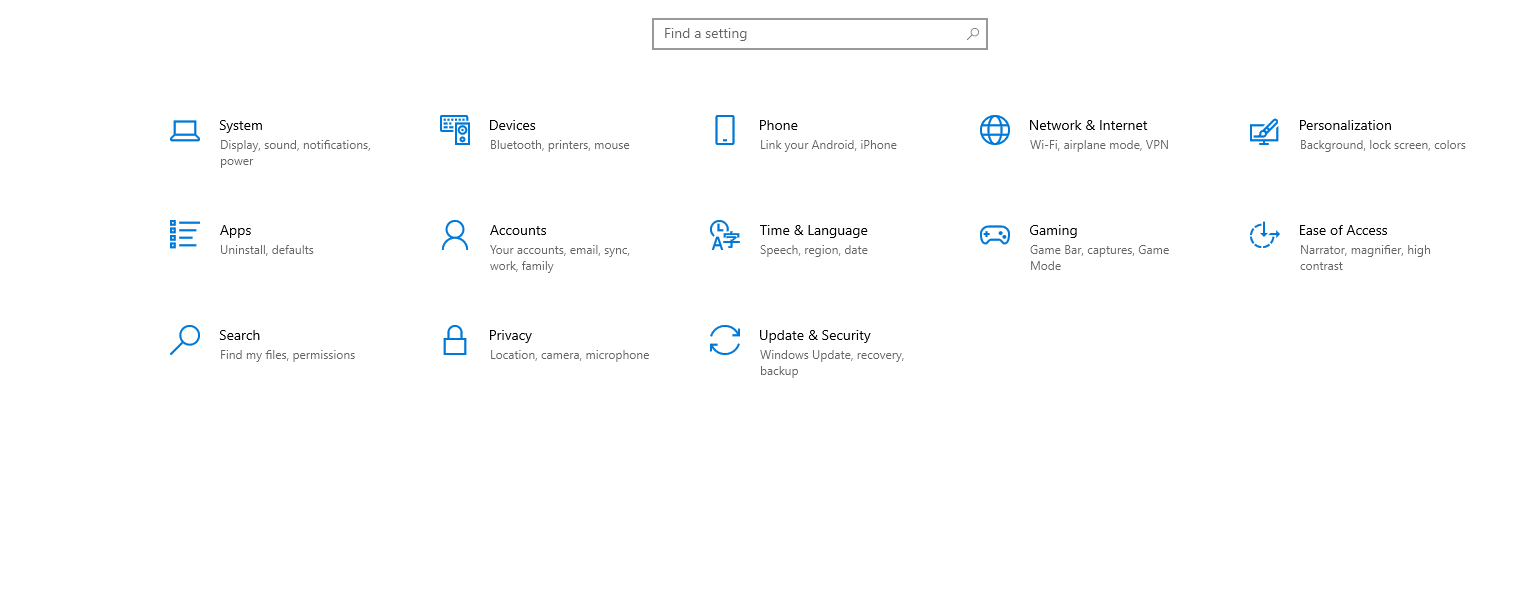 Find a setting
System
Display, sound, notifications,
power
Devices
Bluetooth, printers, mouse
Phone
Link your Android, iPhone
Network & Internet
Wi-Fi, airplane mode, VPN
Personalization
Background, lock screen, colors
Apps
Uninstall, defaults
Accounts
Your accounts, email, sync,
work, family
Time & Language
Speech, region, date
Gaming
Game Bar, captures, Game
Mode
Ease of Access
Narrator, magnifier, high
contrast
Search
Find my files, permissions
Privacy
Location, camera, microphone
Update & Security
Windows Update, recovery,
backup